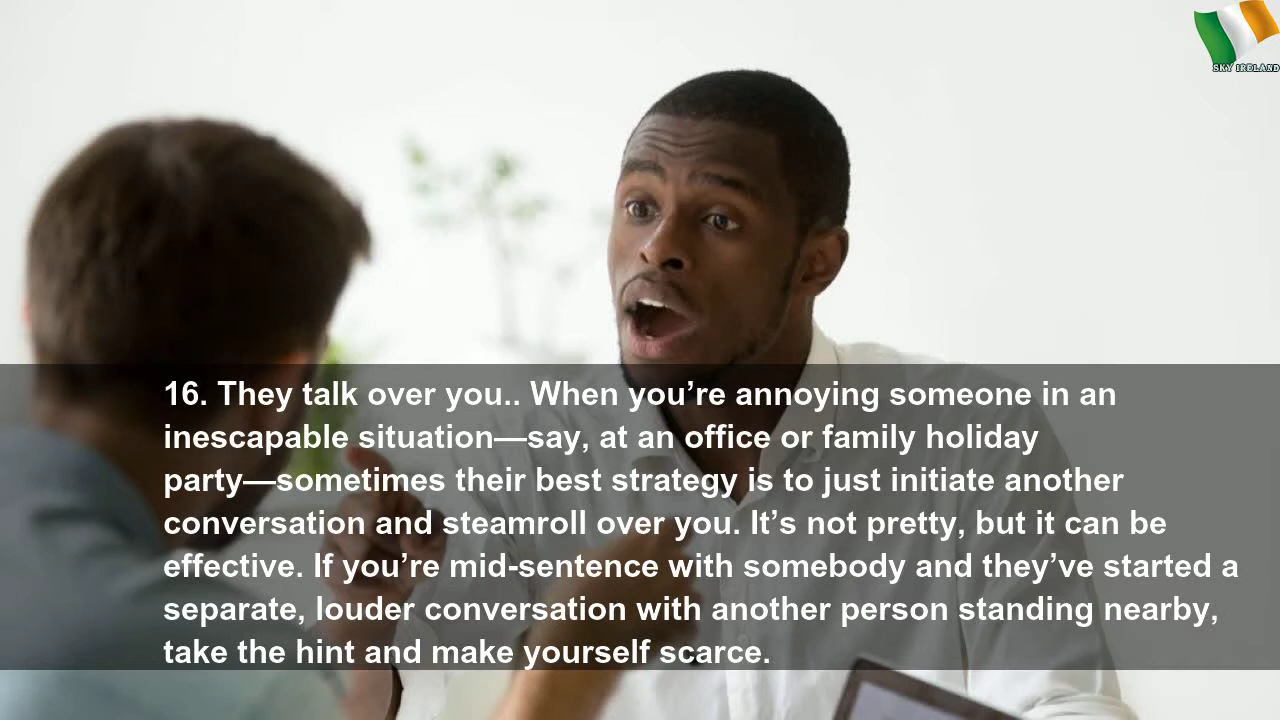 SKY IRELAND
16. They talk over you.. When you’re annoying someone in an
inescapable situation—say, at an office or family holiday
party—sometimes their best strategy is to just initiate another
conversation and steamroll over you. It’s not pretty, but it can be
effective. If you’re mid-sentence with somebody and they’ve started a
separate, louder conversation with another person standing nearby,
take the hint and make yourself scarce.